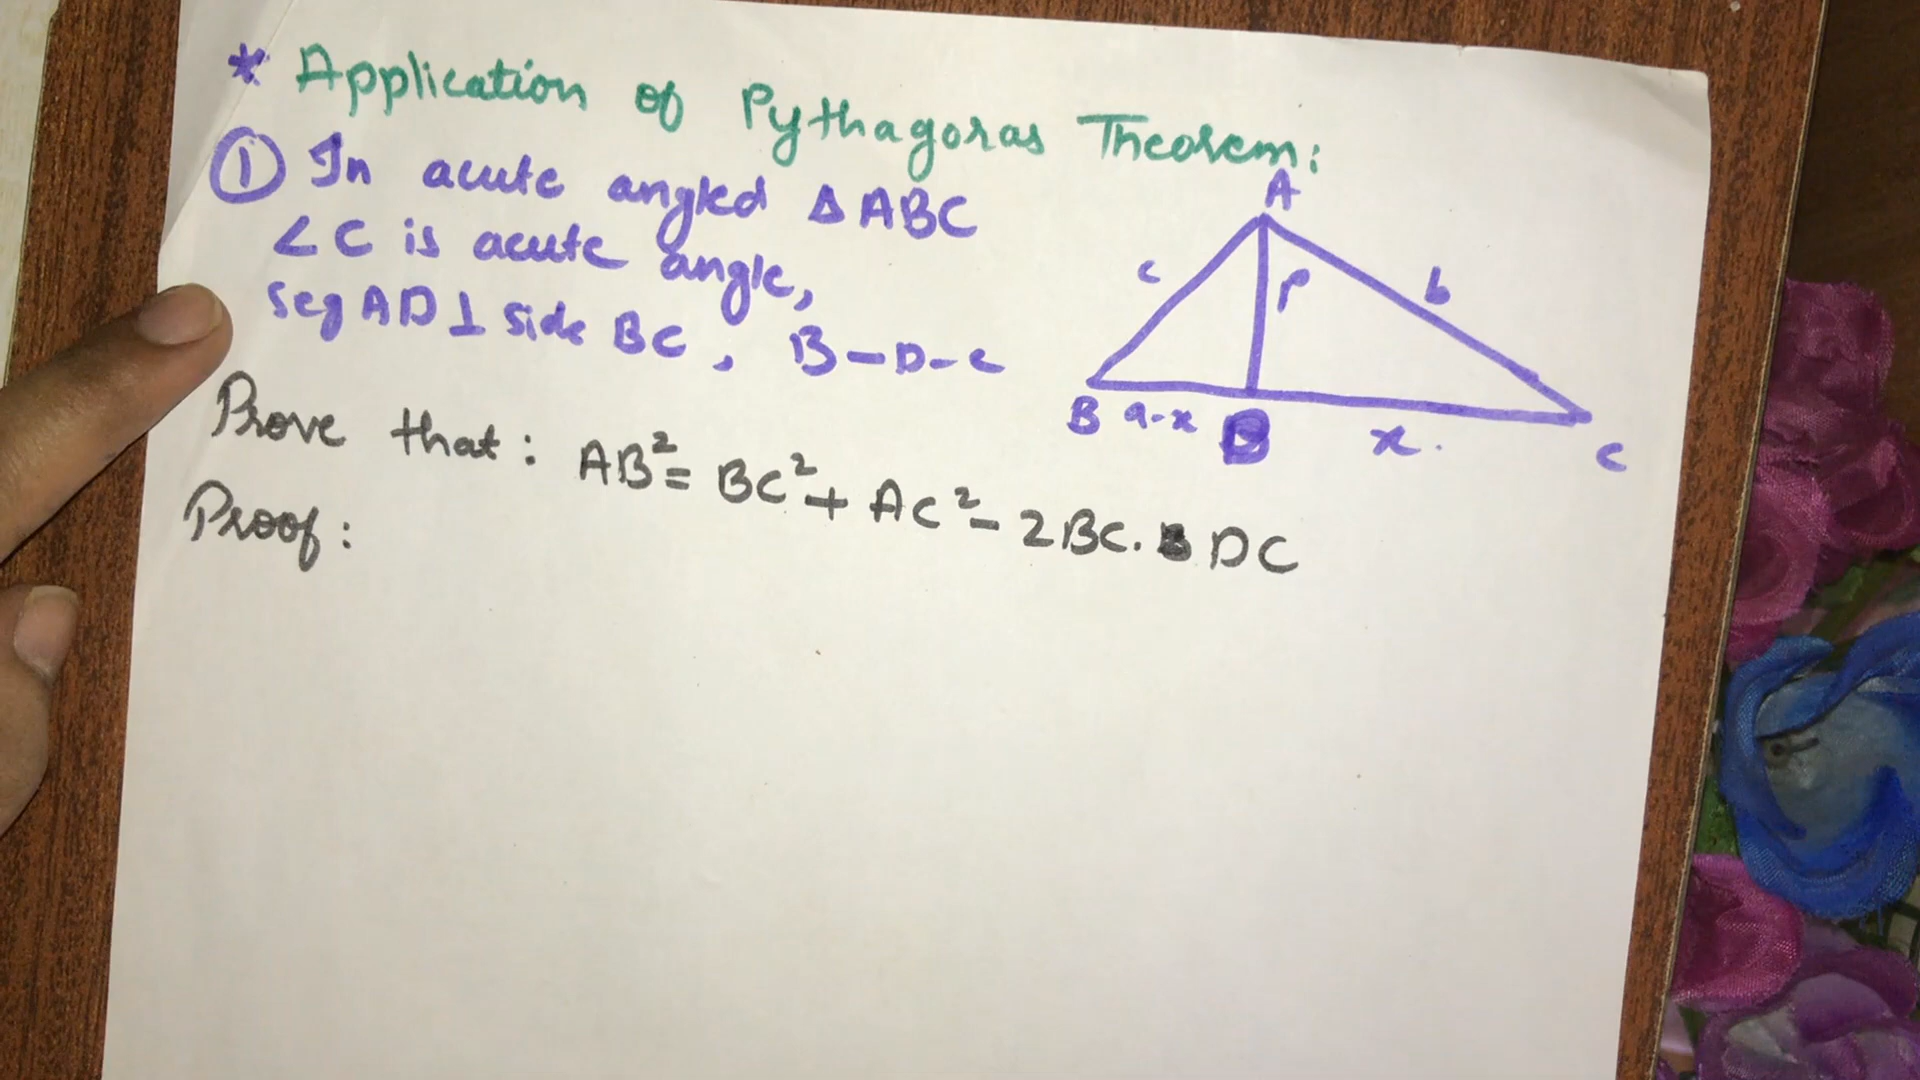 * Application of Pythagoras Theorem:
① In acute angled △ABC
∠C is acute angle,
seg AD⊥ side BC, B-D-C
Prove that: AB²= BC²+ AC²- 2BC. DC
Proof:
A
c
p
b
B a-x D x. C